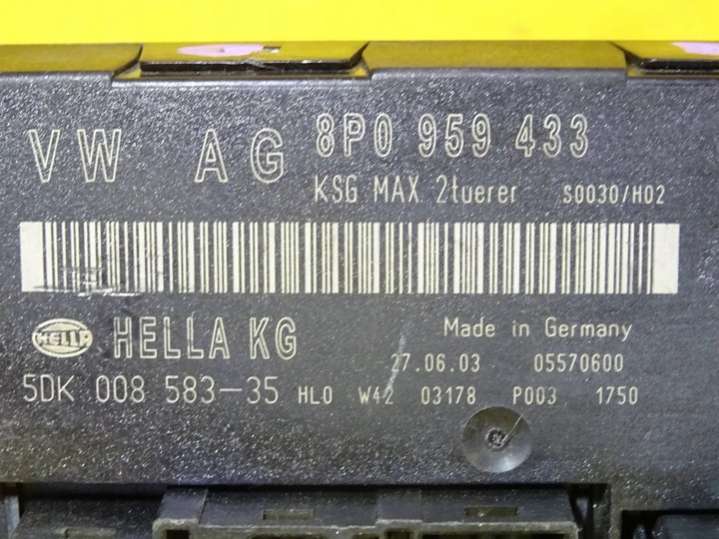 VW AG 8P0 959 433
KSG MAX 2tuerer S0030/H02
HELLA HELLA KG Made in Germany
27.06.03 05570600
5DK 008 583-35 HLO W42 03178 P003 1750